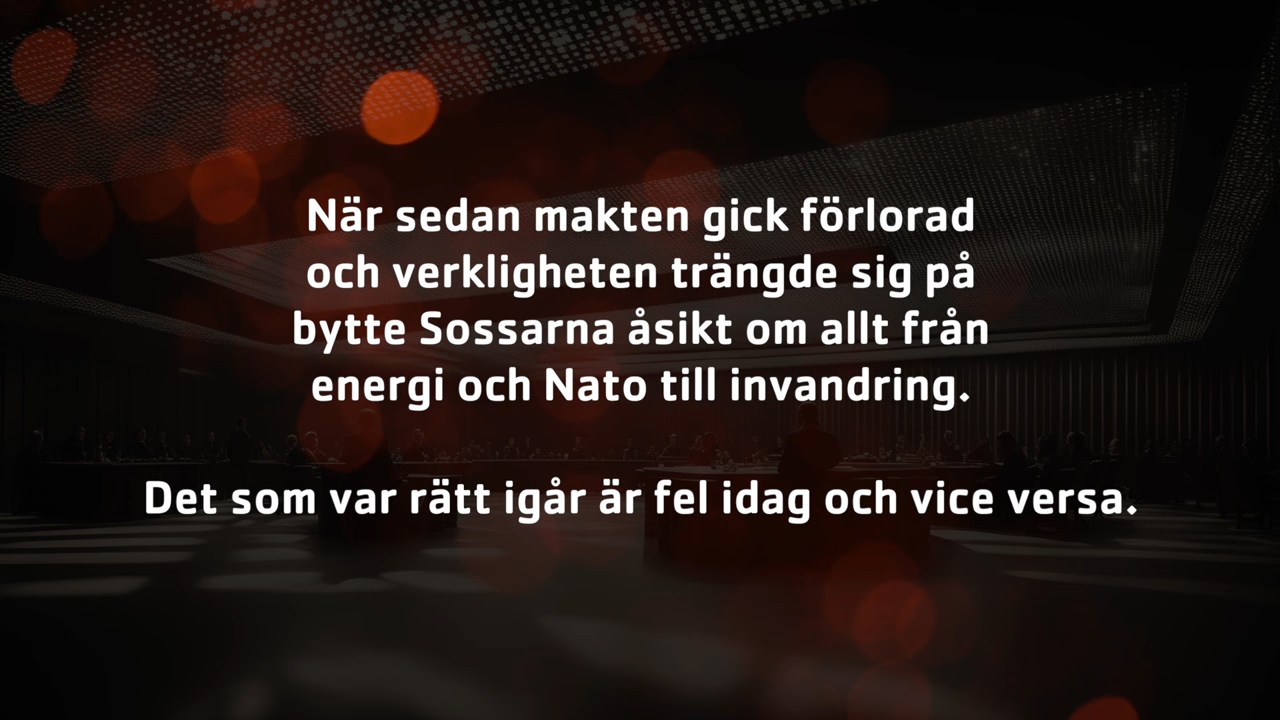 När sedan makten gick förlorad
och verkligheten trängde sig på
bytte Sossarna åsikt om allt från
energi och Nato till invandring.
Det som var rätt igår är fel idag och vice versa.